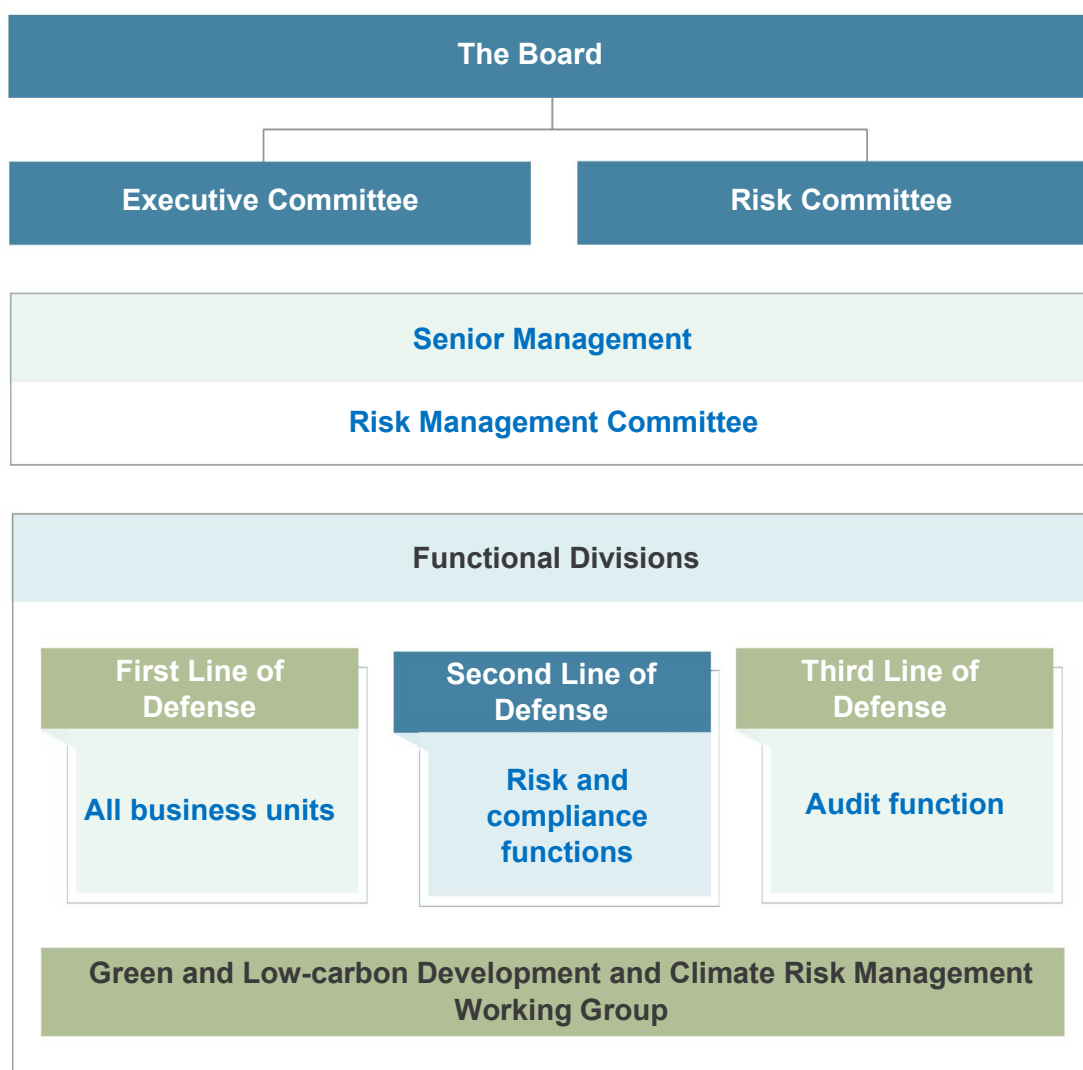 The Board
Executive Committee
Risk Committee
Senior Management
Risk Management Committee
Functional Divisions
First Line of
Defense
All business units
Second Line of
Defense
Risk and
compliance
functions
Third Line of
Defense
Audit function
Green and Low-carbon Development and Climate Risk Management
Working Group